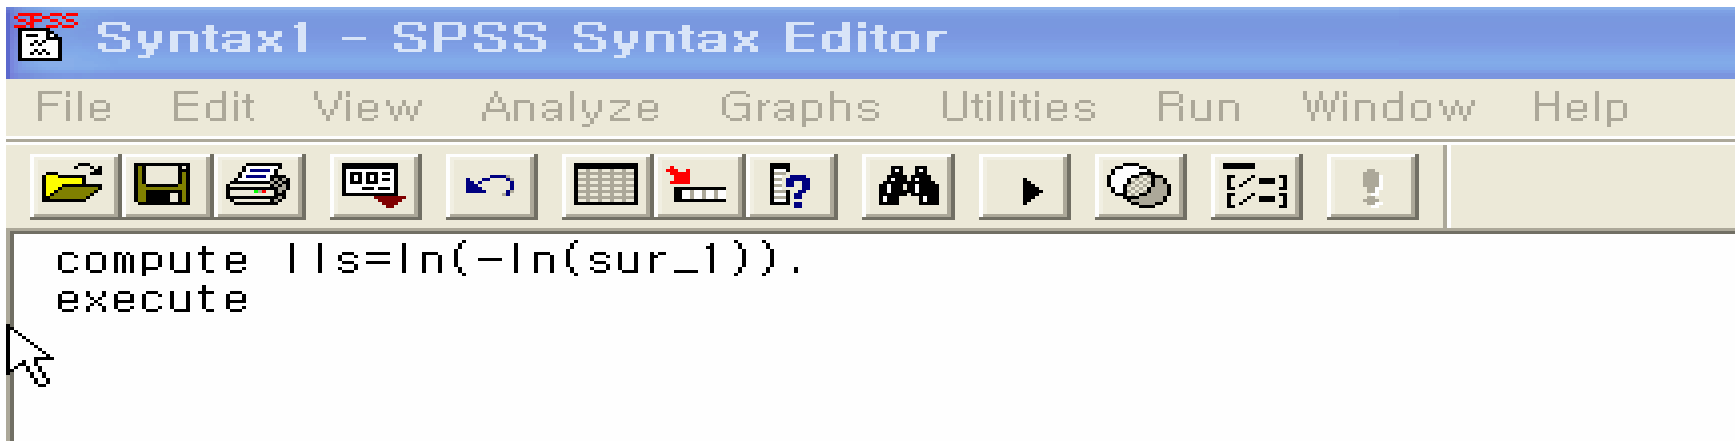 SPSS
Syntax1 - SPSS Syntax Editor
File Edit View Analyze Graphs Utilities Run Window Help
compute lls=ln(-ln(sur_1)).
execute